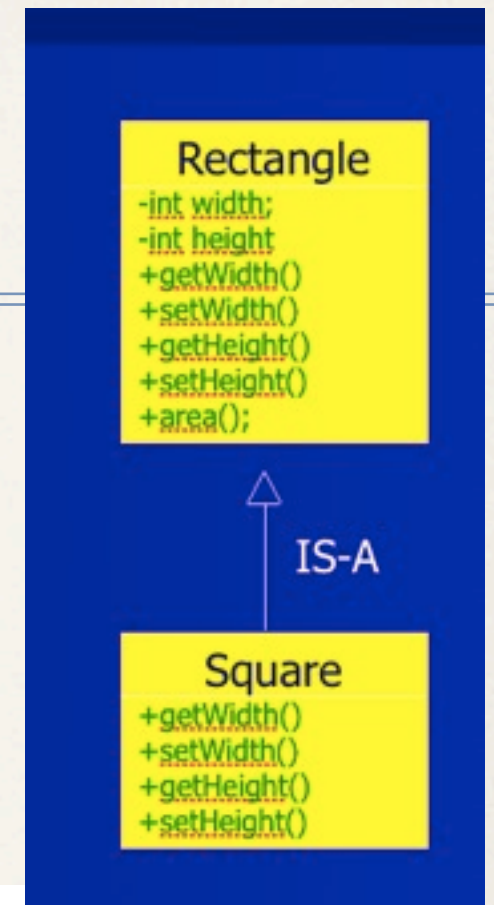 Rectangle
-int width;
-int height
+getWidth()
+setWidth()
+getHeight()
+setHeight()
+area();
IS-A
Square
+getWidth()
+setWidth()
+getHeight()
+setHeight()